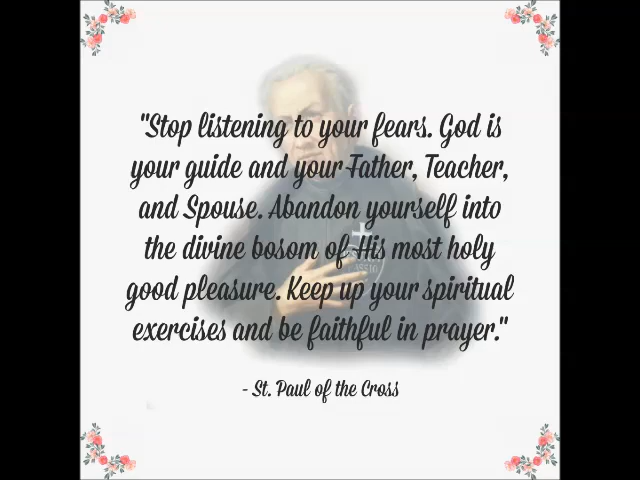 "Stop listening to your fears. God is
your guide and your Father, Teacher,
and Spouse. Abandon yourself into
the divine bosom of His most holy
good pleasure. Keep up your spiritual
exercises and be faithful in prayer."
- St. Paul of the Cross